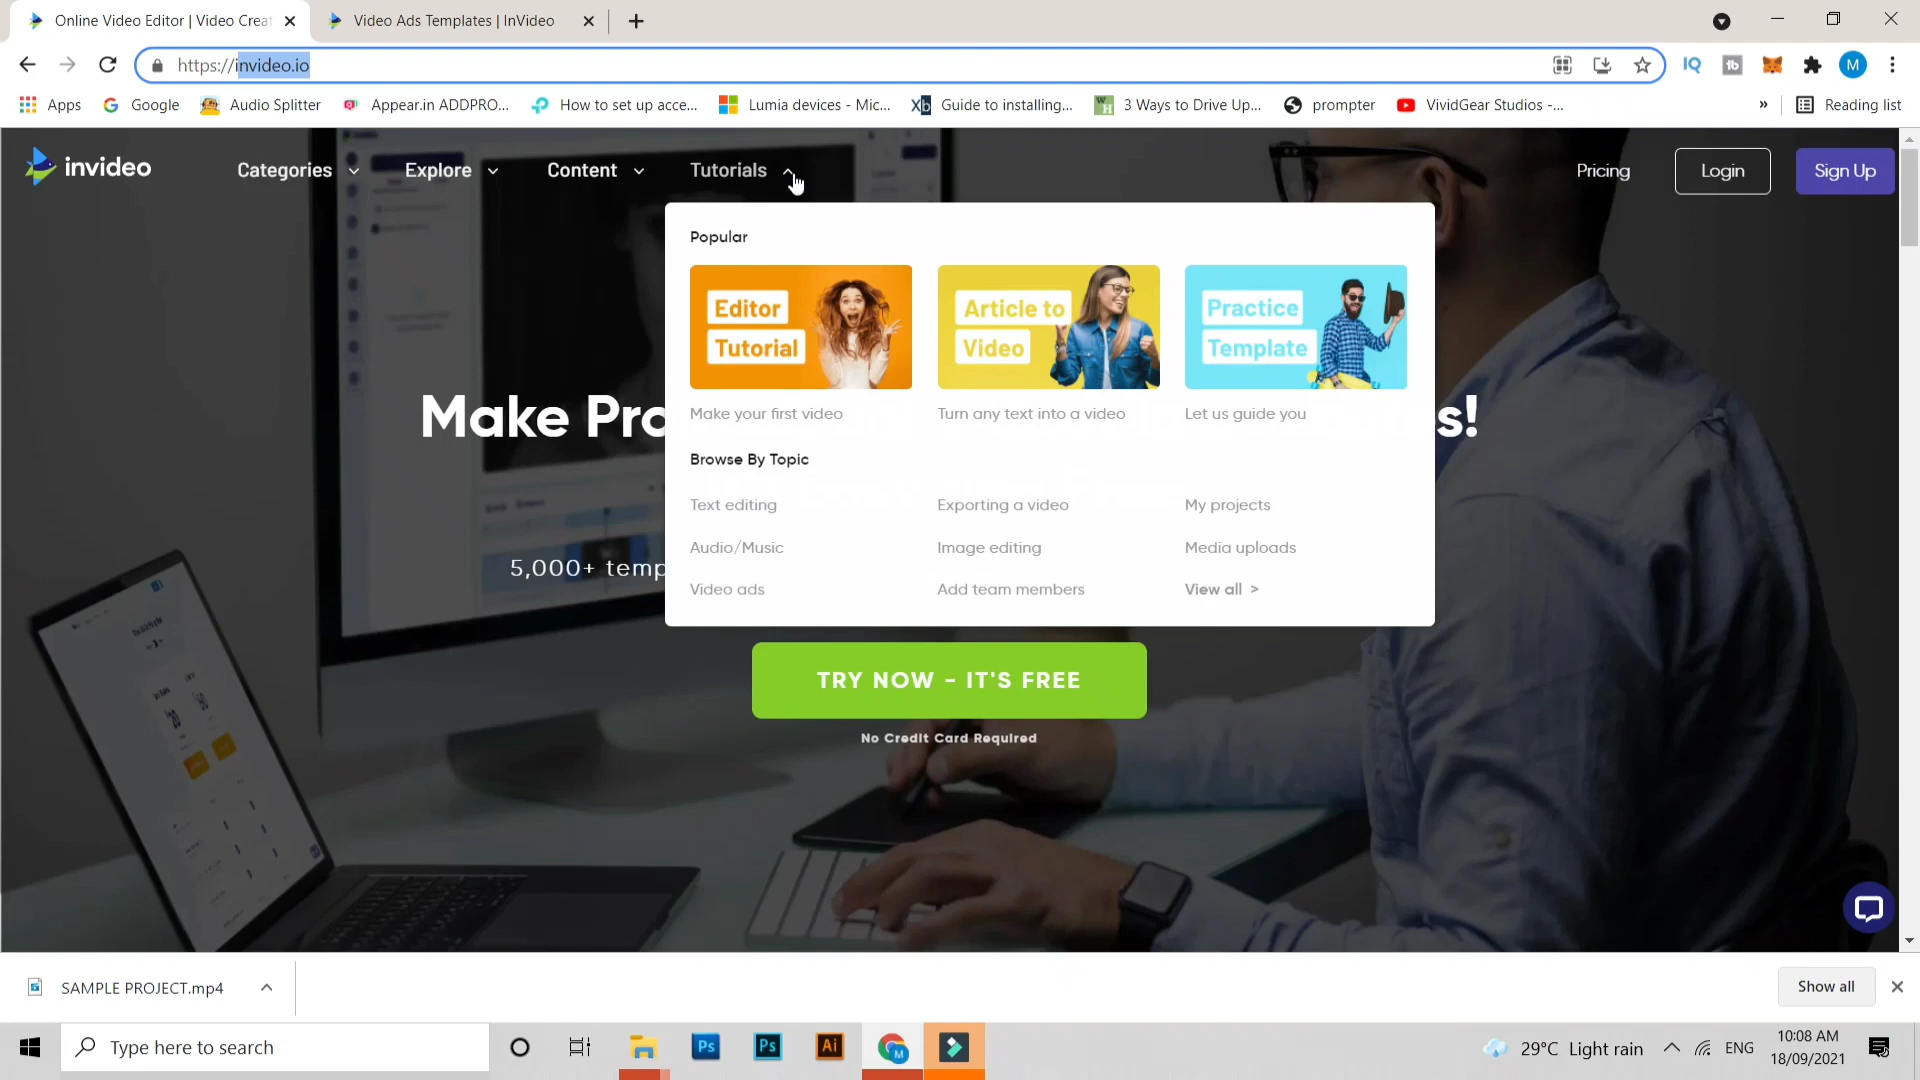 Online Video Editor | Video Crea
Video Ads Templates | InVideo
https://invideo.io
M
Apps
Google
Audio Splitter
Appear.in ADDPRO...
How to set up acce...
Lumia devices - Mic...
Guide to installing...
3 Ways to Drive Up...
prompter
VividGear Studios -...
»
Reading list
invideo
Categories
Explore
Content
Tutorials
Pricing
Login
Sign Up
Popular
Editor
Tutorial
Article to
Video
Practice
Template
Make your first video
Turn any text into a video
Let us guide you
Make Pro
s!
Browse By Topic
Text editing
Exporting a video
My projects
Audio/Music
Image editing
Media uploads
5,000+ temp
Video ads
Add team members
View all >
TRY NOW - IT'S FREE
No Credit Card Required
SAMPLE PROJECT.mp4
Show all
Type here to search
Ps
Ps
Ai
M
29°C Light rain
ENG
10:08 AM
18/09/2021